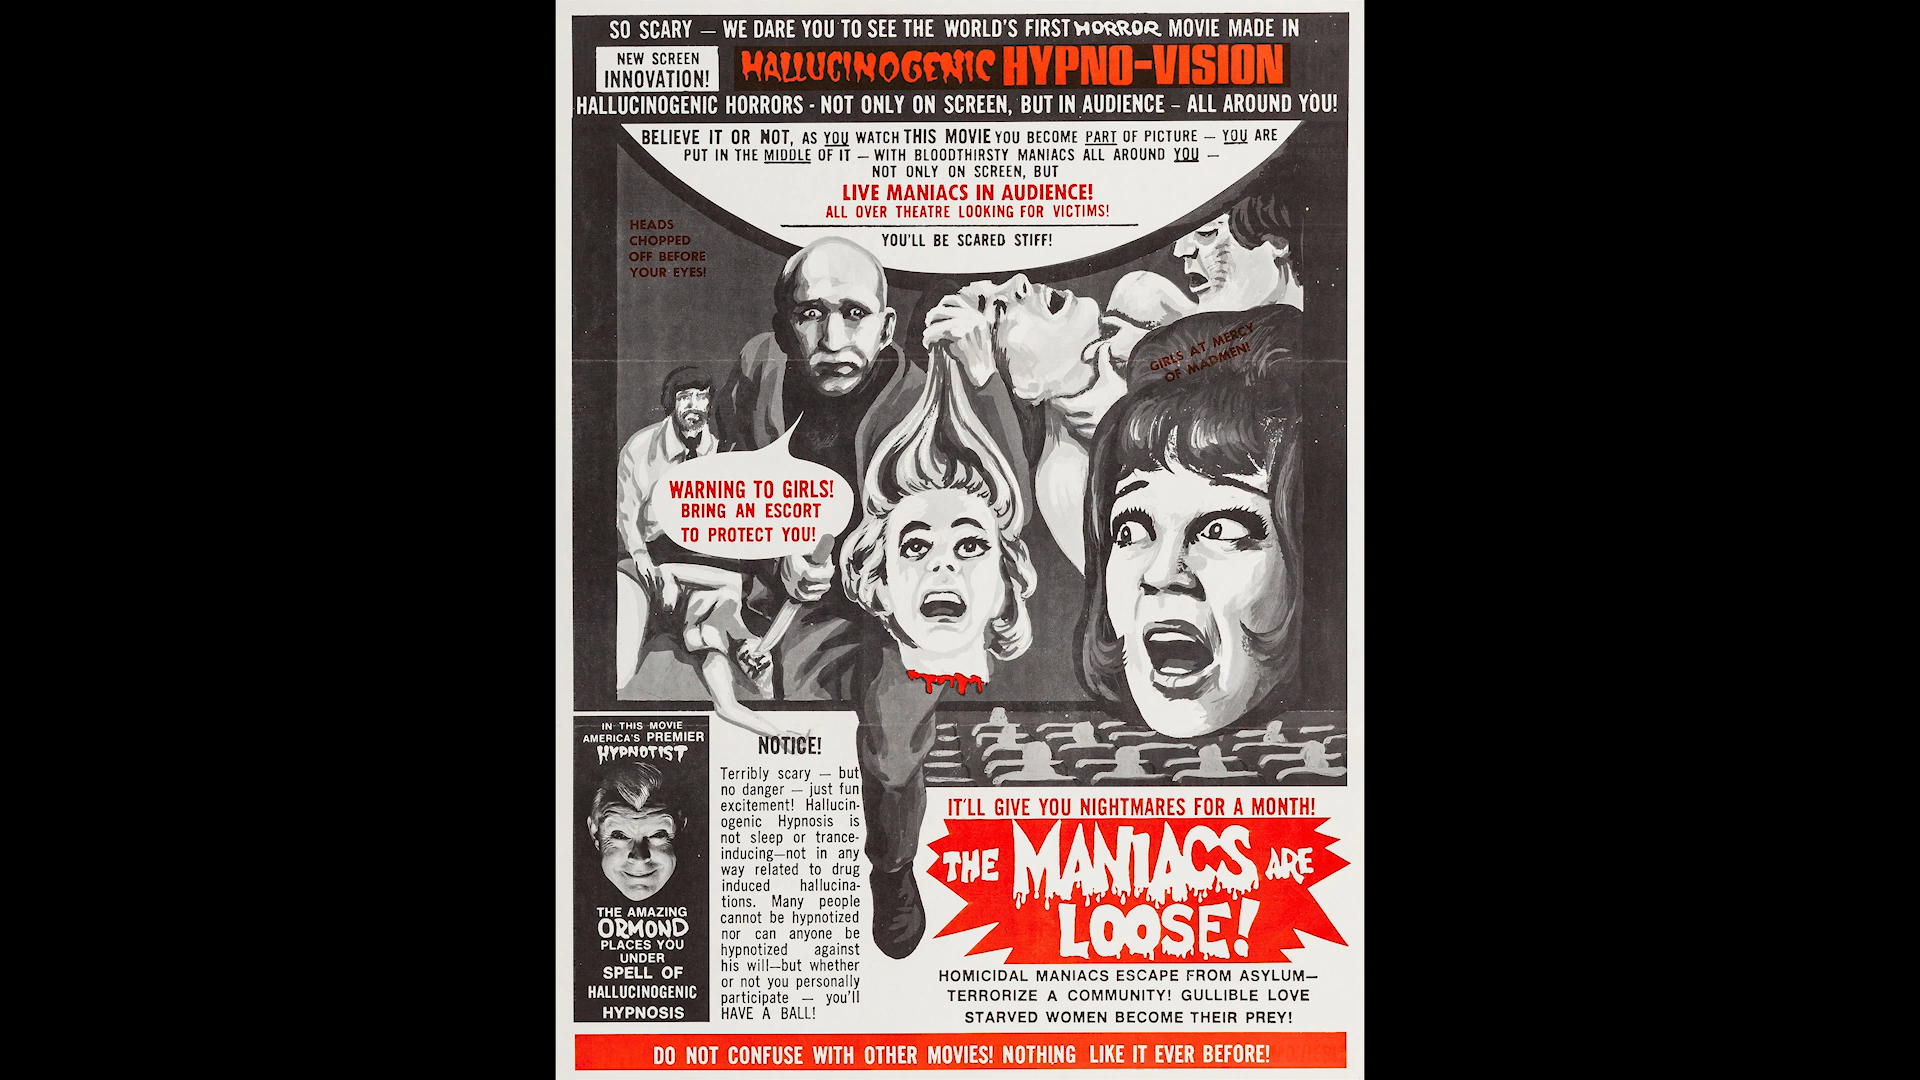 SO SCARY — WE DARE YOU TO SEE THE WORLD'S FIRST HORROR MOVIE MADE IN
NEW SCREEN
INNOVATION!
HALLUCINOGENIC HYPNO-VISION
HALLUCINOGENIC HORRORS - NOT ONLY ON SCREEN, BUT IN AUDIENCE – ALL AROUND YOU!
BELIEVE IT OR NOT, AS YOU WATCH THIS MOVIE YOU BECOME PART OF PICTURE — YOU ARE
PUT IN THE MIDDLE OF IT — WITH BLOODTHIRSTY MANIACS ALL AROUND YOU —
NOT ONLY ON SCREEN, BUT
LIVE MANIACS IN AUDIENCE!
ALL OVER THEATRE LOOKING FOR VICTIMS!
YOU'LL BE SCARED STIFF!
HEADS
CHOPPED
OFF BEFORE
YOUR EYES!
GIRLS AT MERCY
OF MADMEN!
WARNING TO GIRLS!
BRING AN ESCORT
TO PROTECT YOU!
IN THIS MOVIE
AMERICA'S PREMIER
HYPNOTIST
THE AMAZING
ORMOND
PLACES YOU
UNDER
SPELL OF
HALLUCINOGENIC
HYPNOSIS
NOTICE!
Terribly scary — but
no danger — just fun
excitement! Hallucin-
ogenic Hypnosis is
not sleep or trance-
inducing—not in any
way related to drug
induced hallucina-
tions. Many people
cannot be hypnotized
nor can anyone be
hypnotized against
his will—but whether
or not you personally
participate — you'll
HAVE A BALL!
IT'LL GIVE YOU NIGHTMARES FOR A MONTH!
THE MANIACS ARE
LOOSE!
HOMICIDAL MANIACS ESCAPE FROM ASYLUM—
TERRORIZE A COMMUNITY! GULLIBLE LOVE
STARVED WOMEN BECOME THEIR PREY!
DO NOT CONFUSE WITH OTHER MOVIES! NOTHING LIKE IT EVER BEFORE!